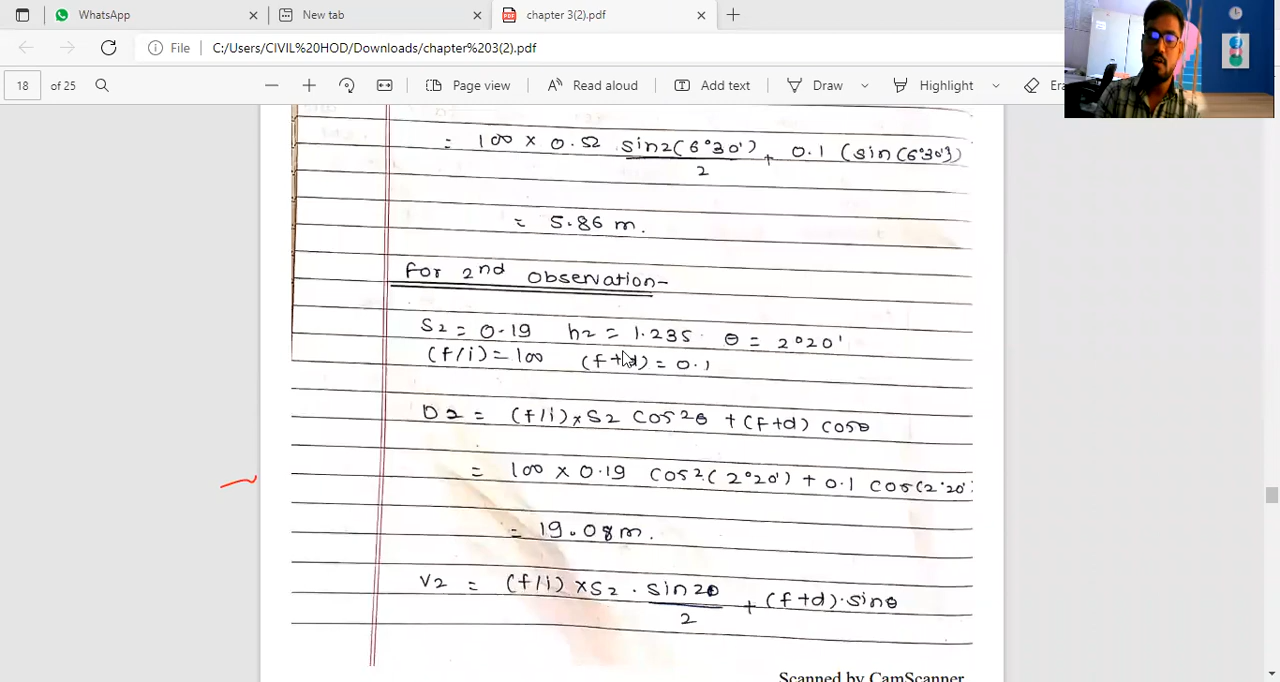 WhatsApp
New tab
chapter 3(2).pdf
File C:/Users/CIVIL%20HOD/Downloads/chapter%203(2).pdf
18 of 25
Page view
Read aloud
Add text
Draw
Highlight
Era
= 100 × 0.52 sin2(6°30') / 2 + 0.1 (sin(6°30'))
= 5.86 m.
For 2nd Observation-
S2 = 0.19 h2 = 1.235. θ = 2°20'
(f/i) = 100 (f+d) = 0.1
D2 = (f/i)×S2 Cos²θ + (f+d) cosθ
= 100 × 0.19 Cos²(2°20') + 0.1 cos(2°20'
= 19.08m.
V2 = (f/i) ×S2 . sin2θ / 2 + (f+d).sinθ
Scanned by CamScanner